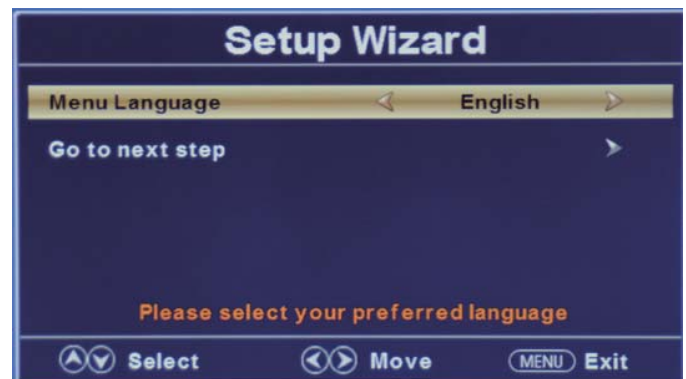 Setup Wizard
Menu Language English
Go to next step
Please select your preferred language
Select Move MENU Exit